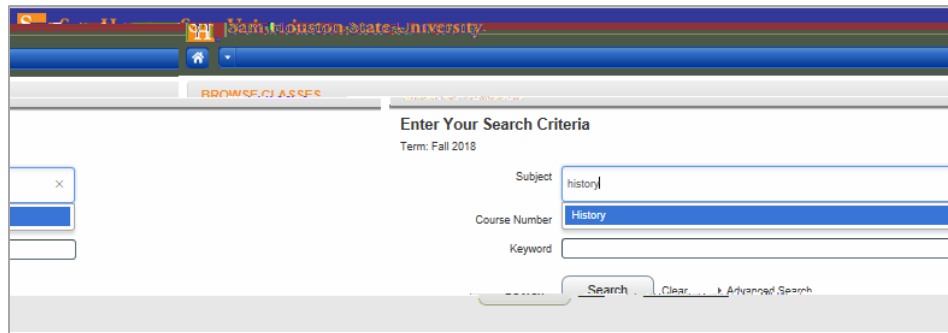 Sam Houston State University
BROWSE CLASSES
Enter Your Search Criteria
Term: Fall 2018
Subject
history
×
Course Number
History
Keyword
Search
Clear
Advanced Search